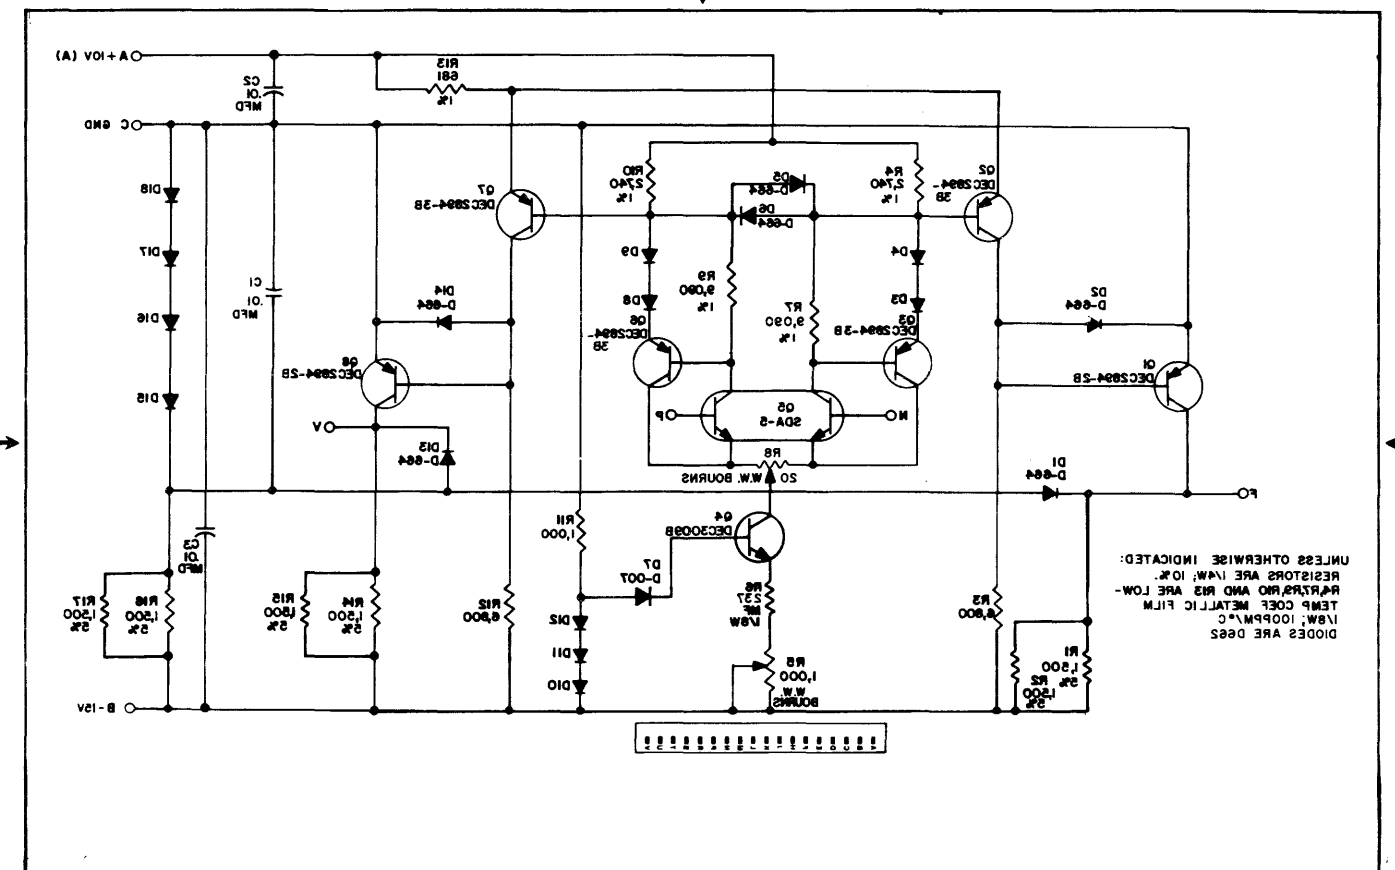 A +10V (A)
R13
681
1%
C2
.01
MFD
C GND
D18
Q7
DEC2894-3B
R10
2,740
1%
D5
D-664
R4
2,740
1%
Q2
DEC2894-
3B
D6
D-664
D17
D9
D4
C1
.01
MFD
D14
D-664
R9
9,090
1%
D2
D-664
D16
D8
D3
R7
9,090
1%
Q6
DEC2894-
3B
Q3
DEC2894-3B
Q8
DEC2894-2B
Q1
DEC2894-2B
D15
V
P
Q5
SDA-5
N
D13
D-664
R8
20 W.W. BOURNS
D1
D-664
F
R11
1,000
Q4
DEC3009B
C3
.01
MFD
D7
D-007
UNLESS OTHERWISE INDICATED:
RESISTORS ARE 1/4W; 10%.
R4,R7,R9,R10 AND R13 ARE LOW-
TEMP COEF METALLIC FILM
1/8W; 100PPM/°C
DIODES ARE D662
R17
1,500
5%
R16
1,500
5%
R15
1,500
5%
R14
1,500
5%
R12
6,800
R6
237
MF
1/8W
R3
6,800
D12
D11
D10
R5
1,000
W.W.
BOURNS
R1
1,500
5%
R2
1,500
5%
B -15V
A B C D E F H J K L M N P R S T U V